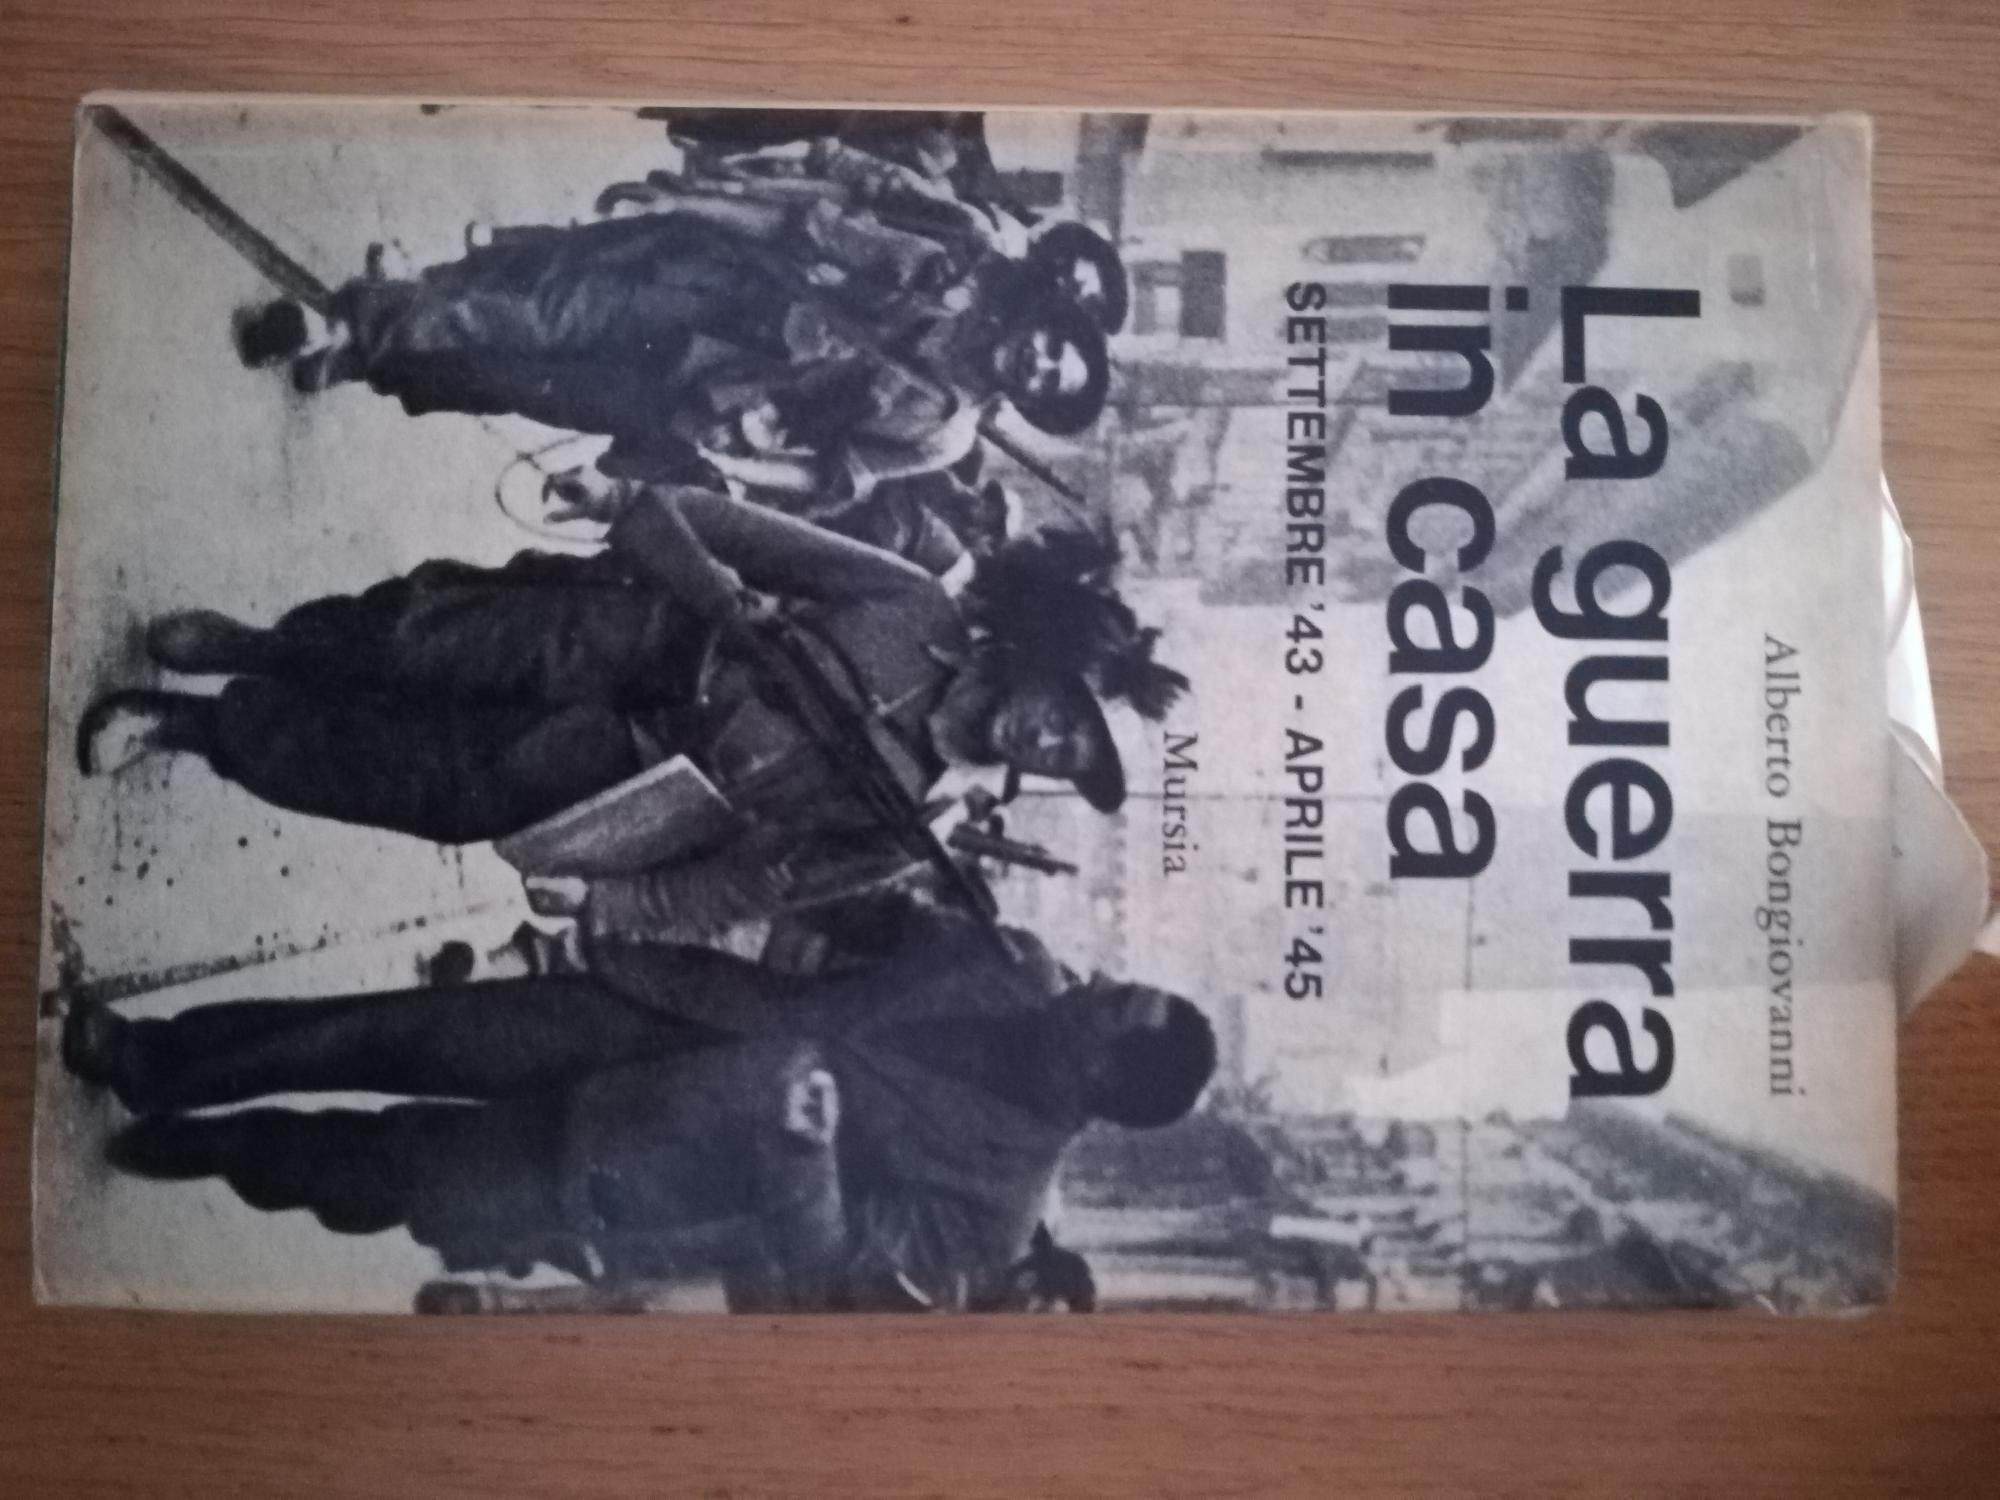 Alberto Bongiovanni
La guerra
in casa
SETTEMBRE '43 - APRILE '45
Mursia